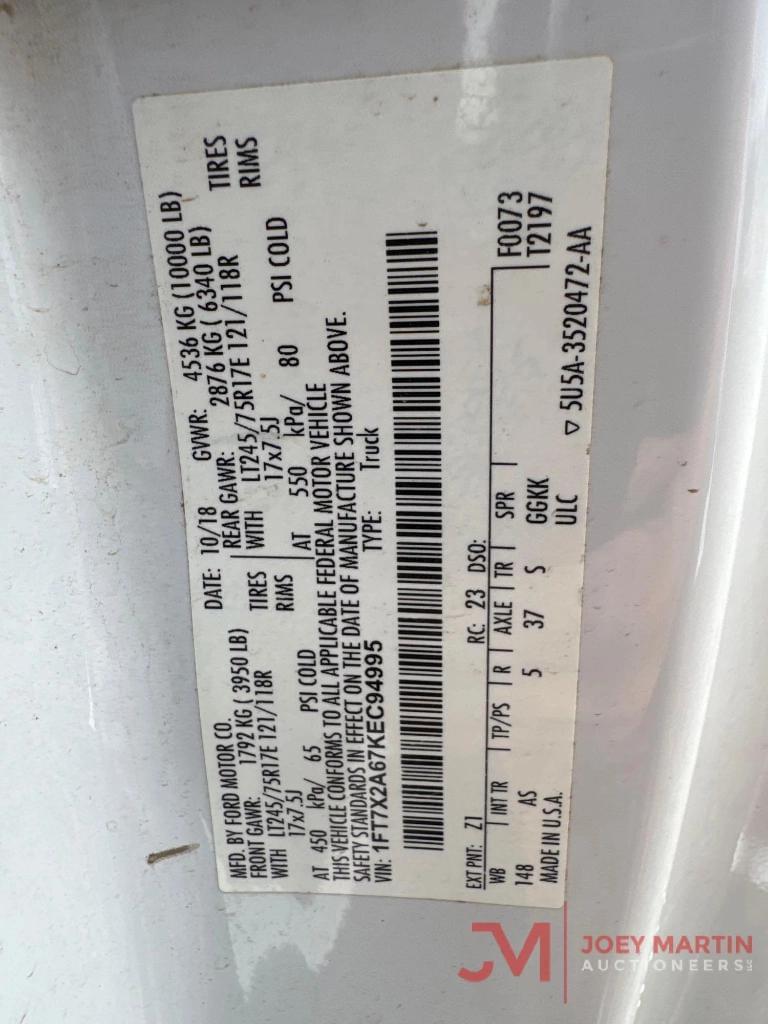 MFD. BY FORD MOTOR CO.
DATE: 10/18 GVWR: 4536 KG (10000 LB)
FRONT GAWR: 1792 KG ( 3950 LB) REAR GAWR: 2876 KG ( 6340 LB)
WITH LT245/75R17E 121/118R TIRES WITH LT245/75R17E 121/118R TIRES
17x7.5J RIMS 17x7.5J RIMS
AT 450 kPa/ 65 PSI COLD AT 550 kPa/ 80 PSI COLD
THIS VEHICLE CONFORMS TO ALL APPLICABLE FEDERAL MOTOR VEHICLE
SAFETY STANDARDS IN EFFECT ON THE DATE OF MANUFACTURE SHOWN ABOVE.
VIN: 1FT7X2A67KEC94995 TYPE: Truck
F0073
T2197
EXT PNT: Z1 RC: 23 DSO:
WB INT TR TP/PS R AXLE TR SPR
148 AS 5 37 S GGKK
ULC
MADE IN U.S.A. ▽ 5U5A-3520472-AA
JM JOEY MARTIN
AUCTIONEERS LLC